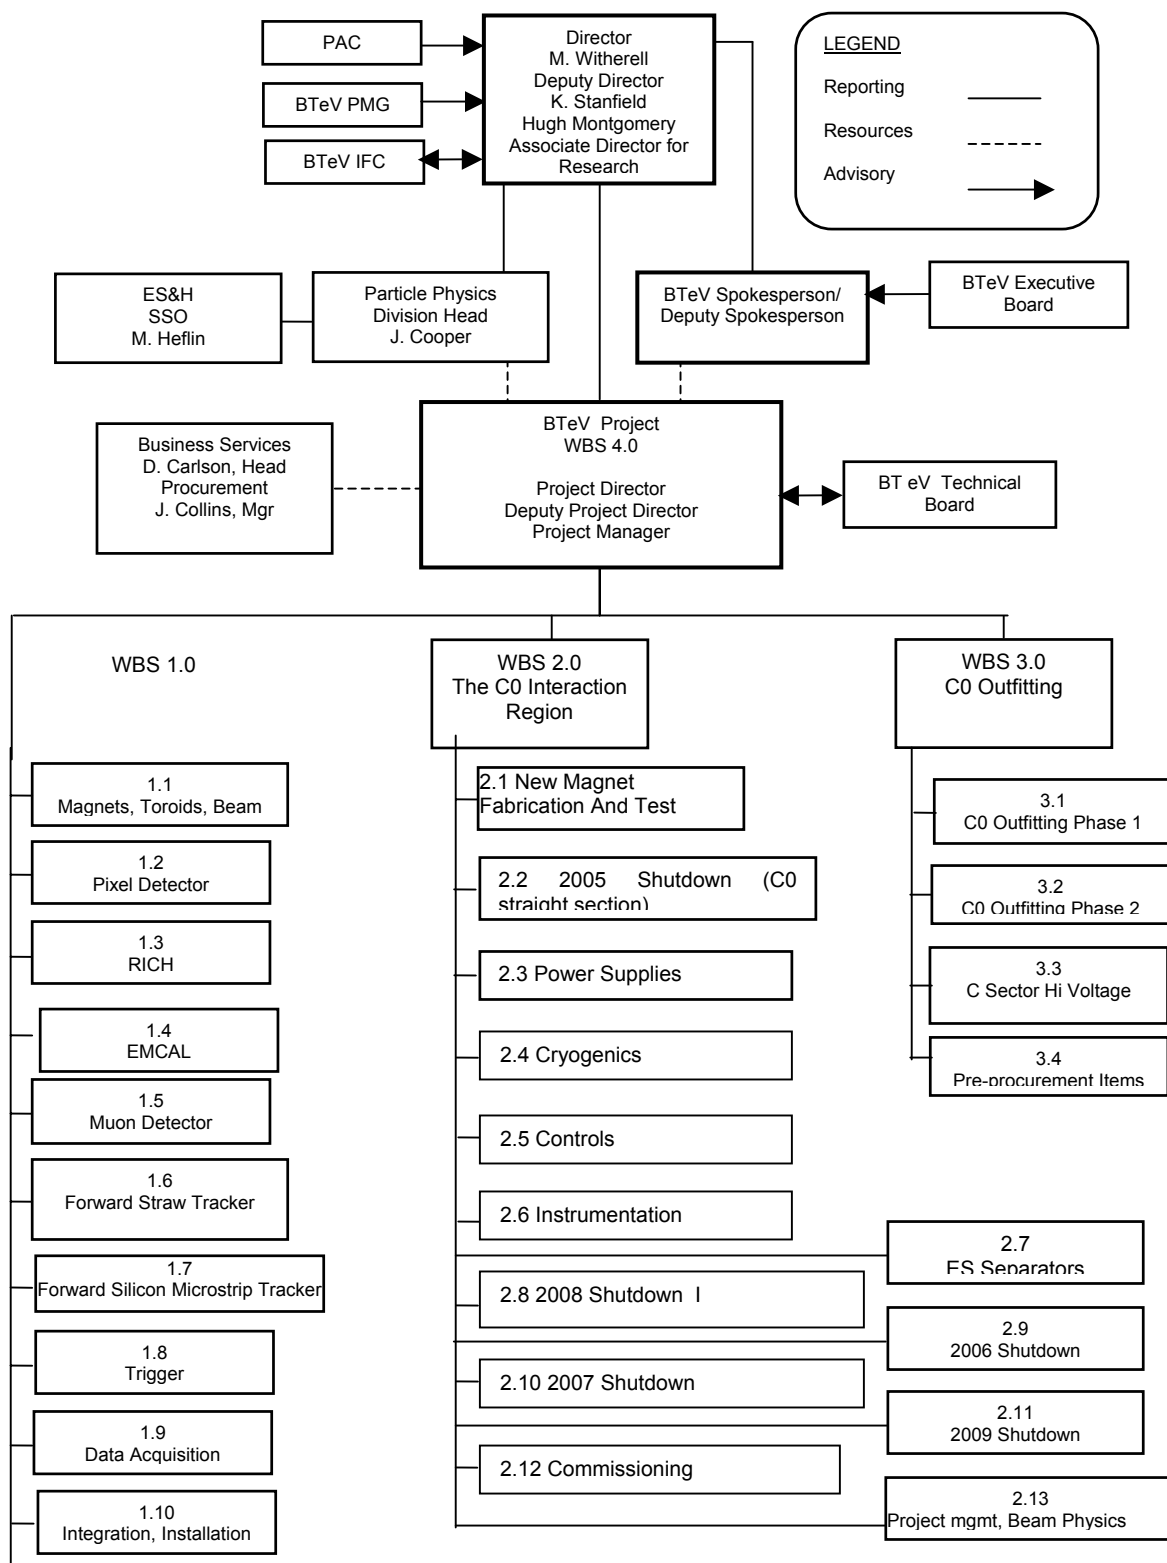 PAC
BTeV PMG
BTeV IFC
Director
M. Witherell
Deputy Director
K. Stanfield
Hugh Montgomery
Associate Director for
Research
LEGEND
Reporting
Resources
Advisory
ES&H
SSO
M. Heflin
Particle Physics
Division Head
J. Cooper
BTeV Spokesperson/
Deputy Spokesperson
BTeV Executive
Board
Business Services
D. Carlson, Head
Procurement
J. Collins, Mgr
BTeV Project
WBS 4.0
Project Director
Deputy Project Director
Project Manager
BT eV Technical
Board
WBS 1.0
WBS 2.0
The C0 Interaction
Region
WBS 3.0
C0 Outfitting
1.1
Magnets, Toroids, Beam
1.2
Pixel Detector
1.3
RICH
1.4
EMCAL
1.5
Muon Detector
1.6
Forward Straw Tracker
1.7
Forward Silicon Microstrip Tracker
1.8
Trigger
1.9
Data Acquisition
1.10
Integration, Installation
2.1 New Magnet
Fabrication And Test
2.2 2005 Shutdown (C0
straight section)
2.3 Power Supplies
2.4 Cryogenics
2.5 Controls
2.6 Instrumentation
2.7
ES Separators
2.8 2008 Shutdown I
2.9
2006 Shutdown
2.10 2007 Shutdown
2.11
2009 Shutdown
2.12 Commissioning
2.13
Project mgmt, Beam Physics
3.1
C0 Outfitting Phase 1
3.2
C0 Outfitting Phase 2
3.3
C Sector Hi Voltage
3.4
Pre-procurement Items